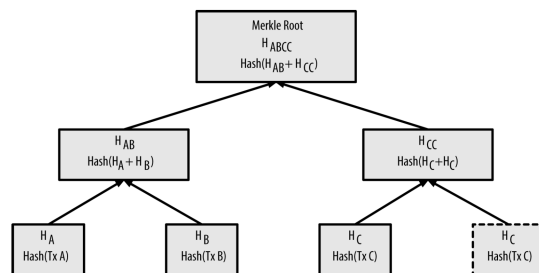 Merkle Root
H ABCC
Hash(H AB + H CC)
H AB
Hash(H A + H B)
H CC
Hash(H C + H C)
H A
Hash(Tx A)
H B
Hash(Tx B)
H C
Hash(Tx C)
H C
Hash(Tx C)